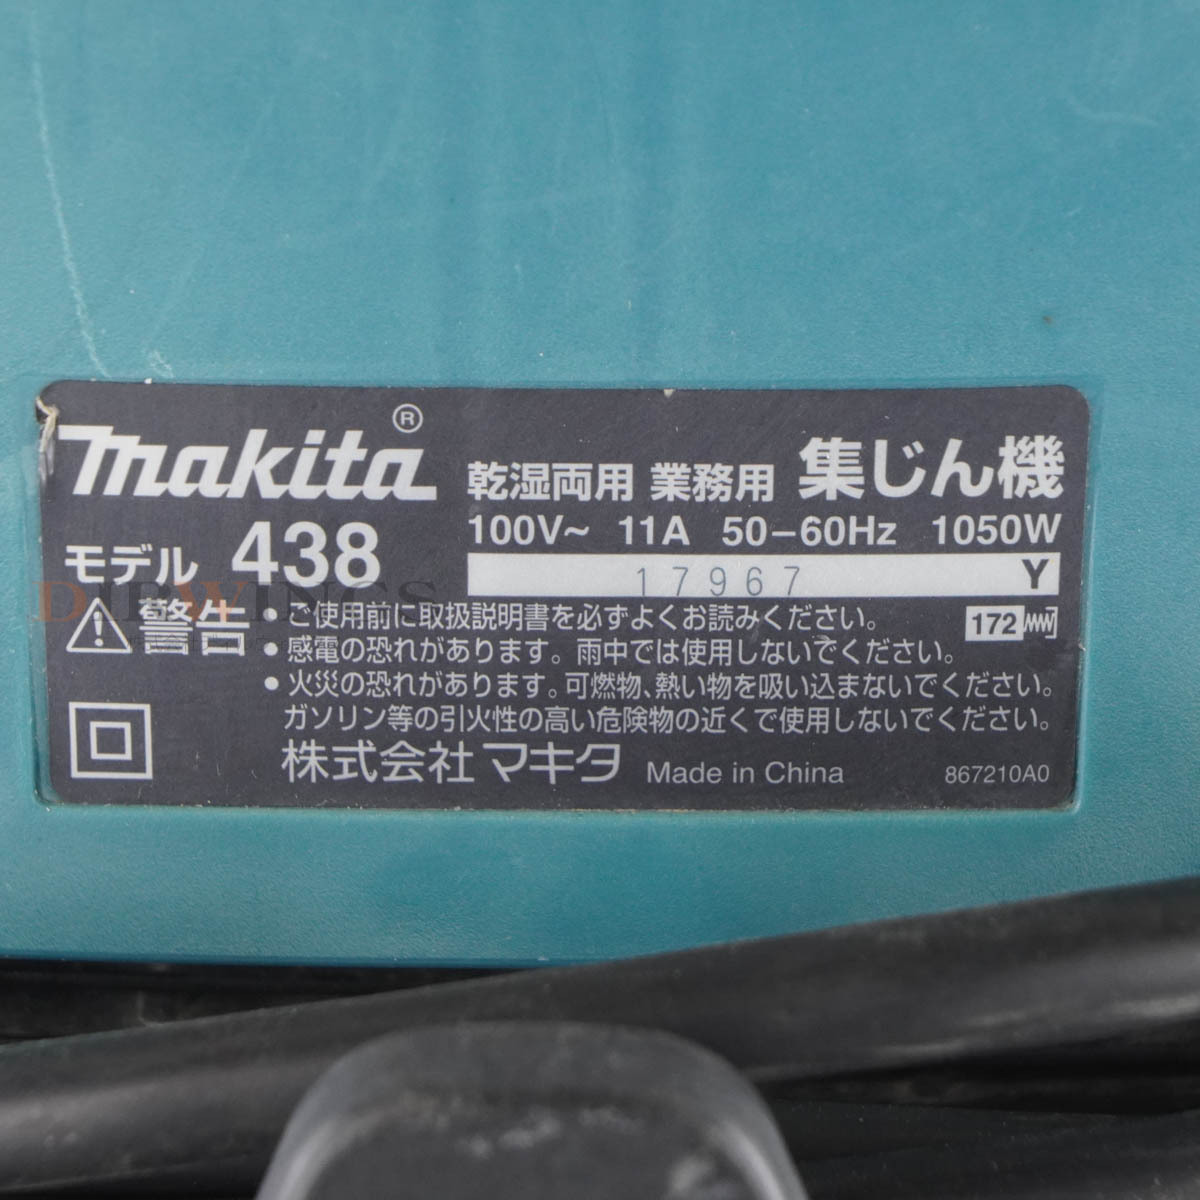 makita®
乾湿両用 業務用 集じん機
モデル 438
100V~ 11A 50-60Hz 1050W
17967 Y
警告
・ご使用前に取扱説明書を必ずよくお読みください。
172
・感電の恐れがあります。雨中では使用しないでください。
・火災の恐れがあります。可燃物、熱い物を吸い込まないでください。
ガソリン等の引火性の高い危険物の近くで使用しないでください。
株式会社マキタ Made in China 867210A0